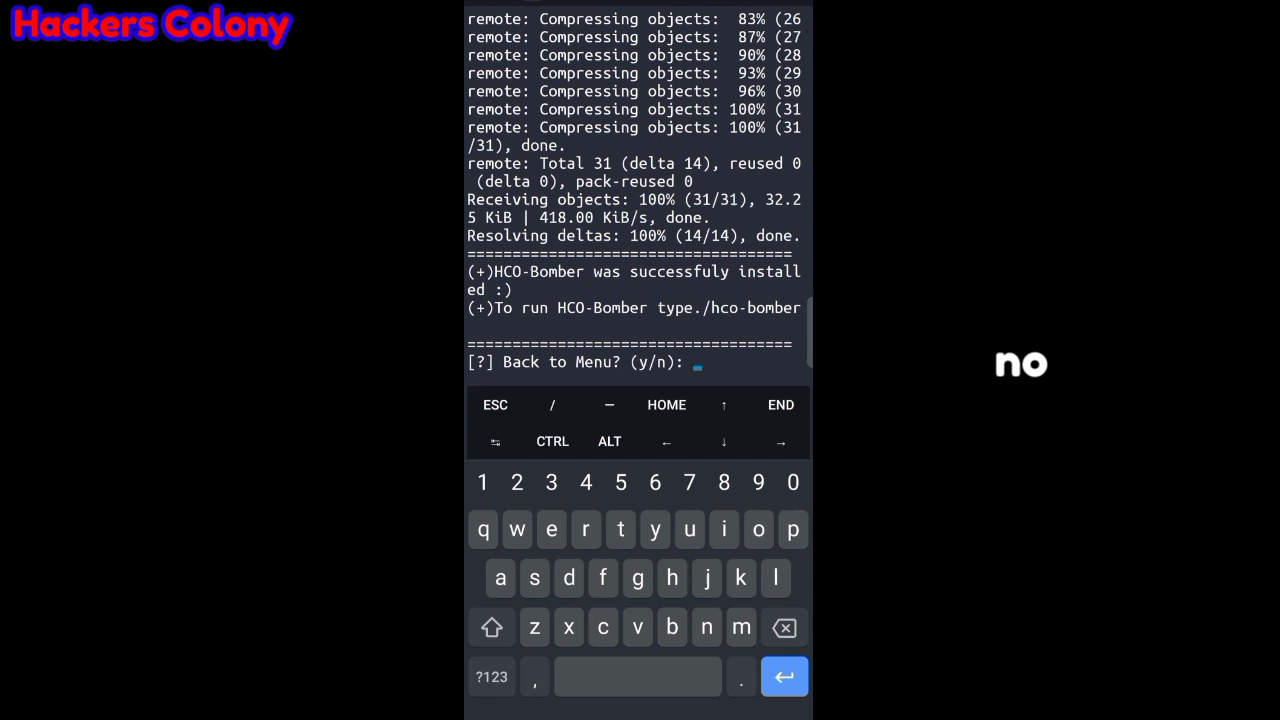 Hackers Colony
remote: Compressing objects:  83% (26
remote: Compressing objects:  87% (27
remote: Compressing objects:  90% (28
remote: Compressing objects:  93% (29
remote: Compressing objects:  96% (30
remote: Compressing objects: 100% (31
remote: Compressing objects: 100% (31
/31), done.
remote: Total 31 (delta 14), reused 0
 (delta 0), pack-reused 0
Receiving objects: 100% (31/31), 32.2
5 KiB | 418.00 KiB/s, done.
Resolving deltas: 100% (14/14), done.
====================================
(+)HCO-Bomber was successfuly install
ed :)
(+)To run HCO-Bomber type./hco-bomber
====================================
[?] Back to Menu? (y/n):
no
ESC / — HOME ↑ END
↹ CTRL ALT ← ↓ →
1 2 3 4 5 6 7 8 9 0
q w e r t y u i o p
a s d f g h j k l
z x c v b n m
?123 , .